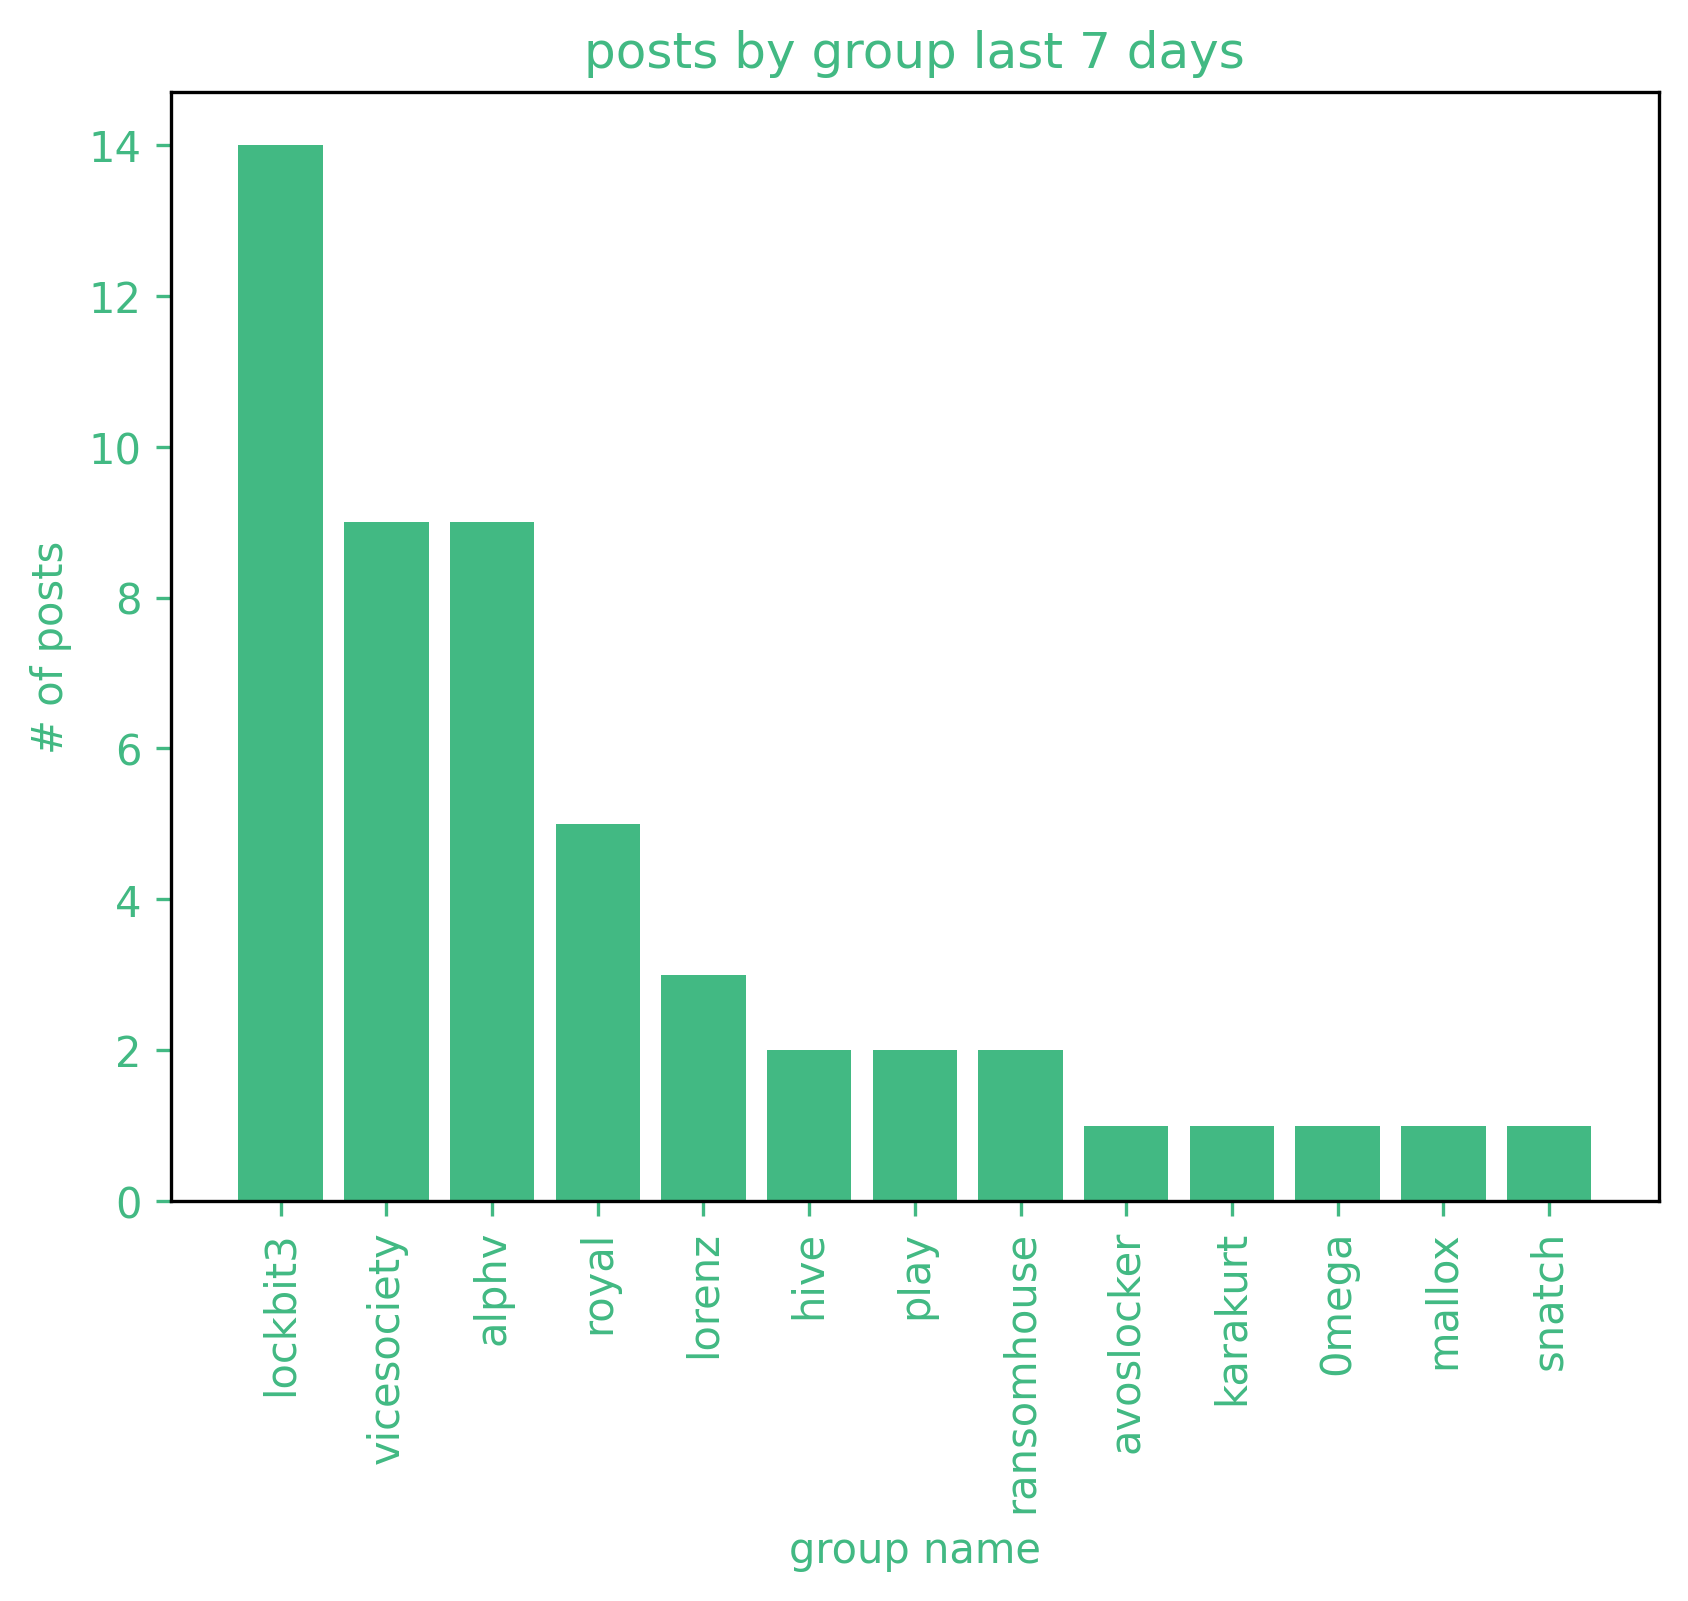 posts by group last 7 days
# of posts
14
12
10
8
6
4
2
0
lockbit3
vicesociety
alphv
royal
lorenz
hive
play
ransomhouse
avoslocker
karakurt
0mega
mallox
snatch
group name